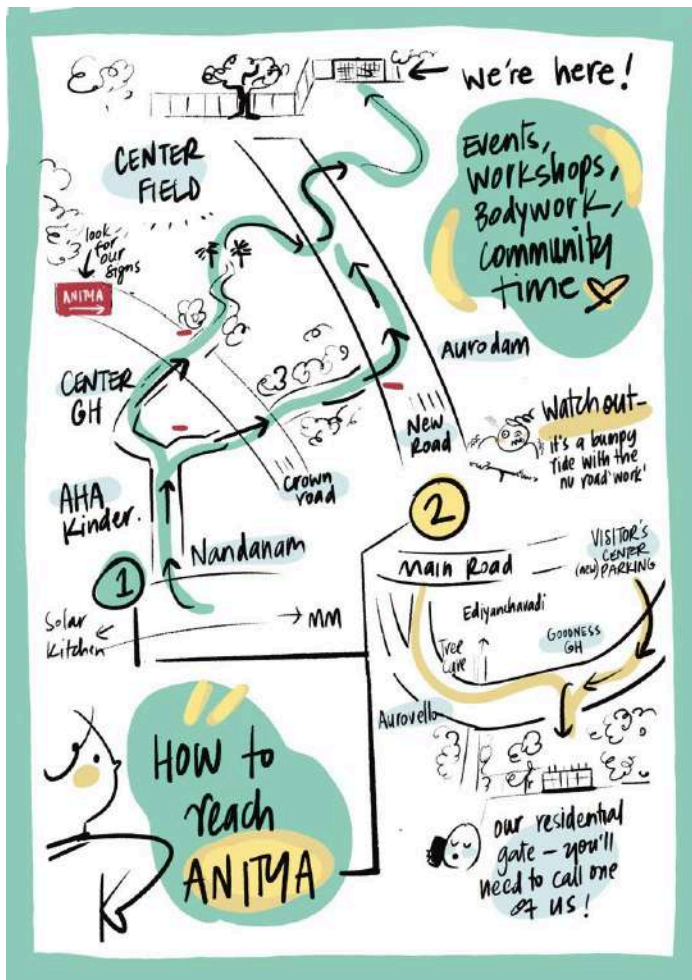 we're here!
CENTER
FIELD
Events,
Workshops,
Bodywork,
Community
time
look
for
our
signs
ANITYA
Aurodam
CENTER
GH
New
Road
Watch out–
it's a bumpy
ride with the
nu road 'work'
Crown
road
AHA
Kinder.
2
Nandanam
1
Main Road
VISITOR'S
CENTER
(new) PARKING
Ediyanchavadi
MM
Solar
Kitchen
GOODNESS
GH
Tree
Care
Aurovello
HOW to
reach
ANITYA
our residential
gate – you'll
need to call one
of us!